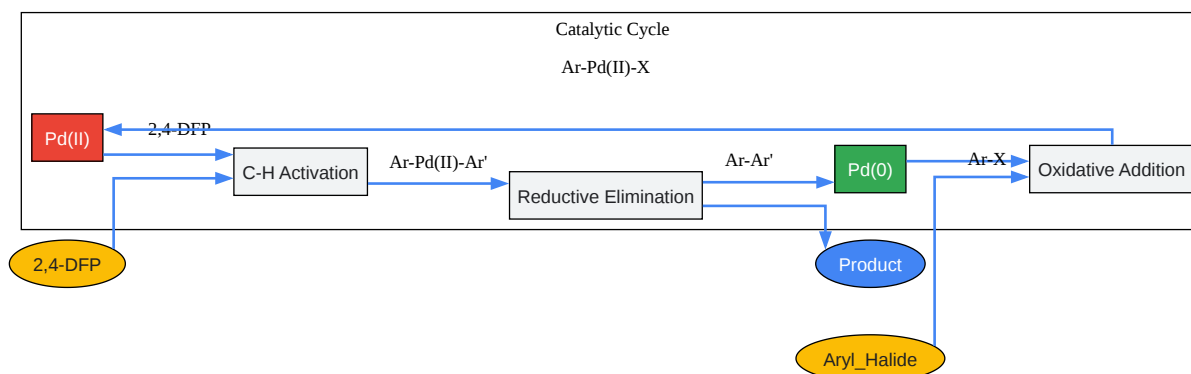 Catalytic Cycle
Ar-Pd(II)-X
Pd(II)
2,4-DFP
C-H Activation
Ar-Pd(II)-Ar'
Reductive Elimination
Ar-Ar'
Pd(0)
Ar-X
Oxidative Addition
2,4-DFP
Product
Aryl_Halide